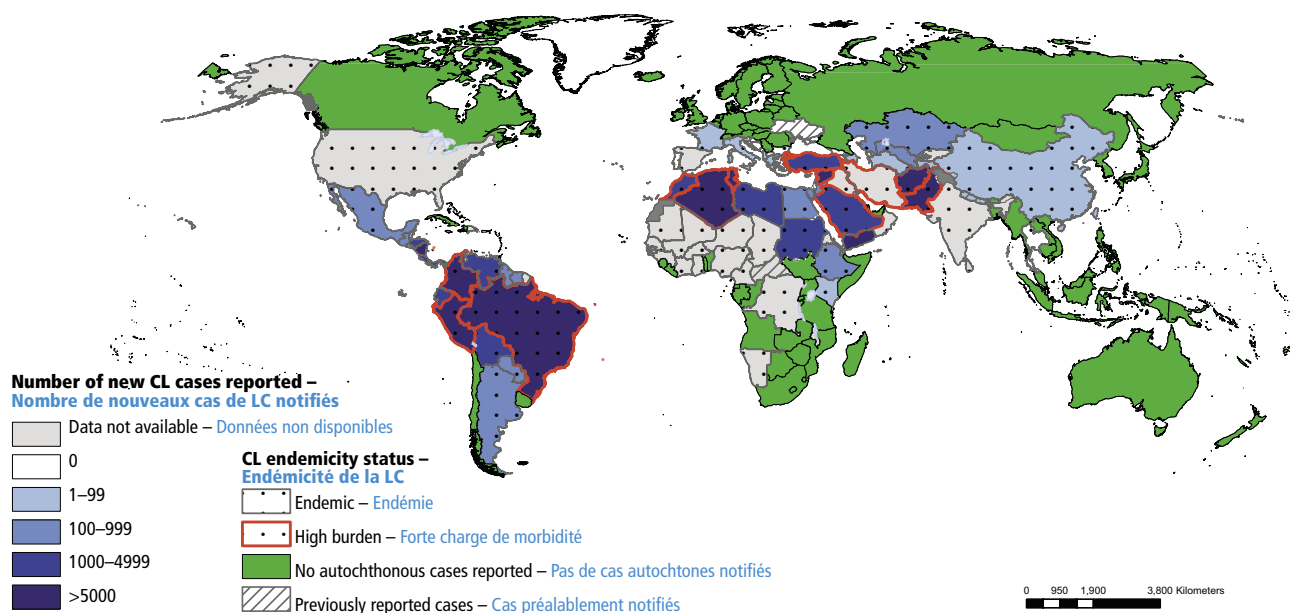 Number of new CL cases reported –
Nombre de nouveaux cas de LC notifiés
Data not available – Données non disponibles
0
1–99
100–999
1000–4999
>5000
CL endemicity status –
Endémicité de la LC
Endemic – Endémie
High burden – Forte charge de morbidité
No autochthonous cases reported – Pas de cas autochtones notifiés
Previously reported cases – Cas préalablement notifiés
0 950 1,900 3,800 Kilometers